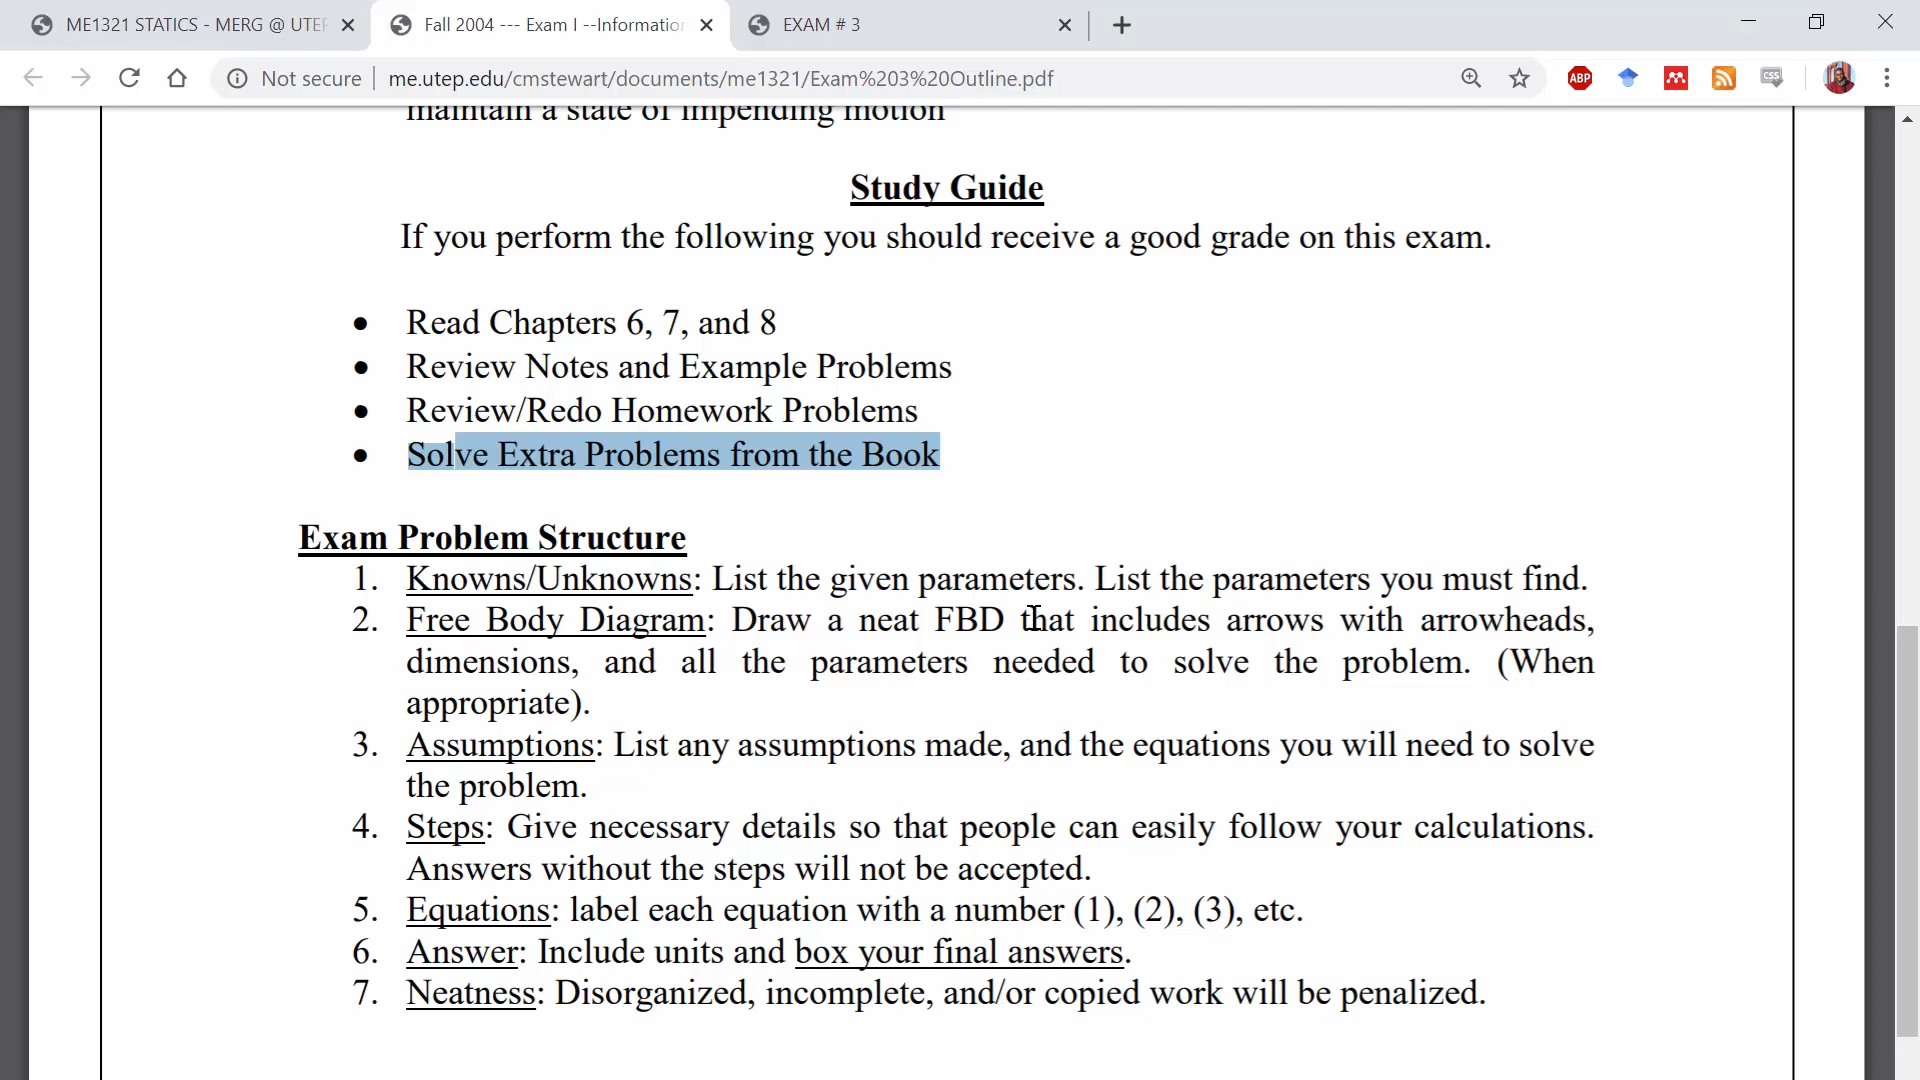 ME1321 STATICS - MERG @ UTEP
Fall 2004 --- Exam I --Information
EXAM # 3
Not secure
me.utep.edu/cmstewart/documents/me1321/Exam%203%20Outline.pdf
ABP
CSS
maintain a state of impending motion
Study Guide
If you perform the following you should receive a good grade on this exam.
• Read Chapters 6, 7, and 8
• Review Notes and Example Problems
• Review/Redo Homework Problems
• Solve Extra Problems from the Book
Exam Problem Structure
1. Knowns/Unknowns: List the given parameters. List the parameters you must find.
2. Free Body Diagram: Draw a neat FBD that includes arrows with arrowheads,
dimensions, and all the parameters needed to solve the problem. (When
appropriate).
3. Assumptions: List any assumptions made, and the equations you will need to solve
the problem.
4. Steps: Give necessary details so that people can easily follow your calculations.
Answers without the steps will not be accepted.
5. Equations: label each equation with a number (1), (2), (3), etc.
6. Answer: Include units and box your final answers.
7. Neatness: Disorganized, incomplete, and/or copied work will be penalized.